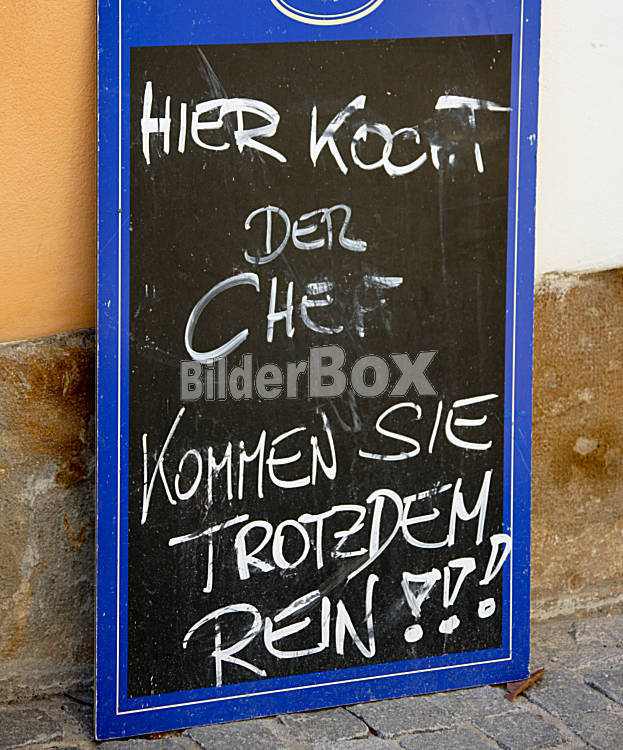 HIER KOCHT
DER
CHEF
BilderBOX
KOMMEN SIE
TROTZDEM
REIN!!!